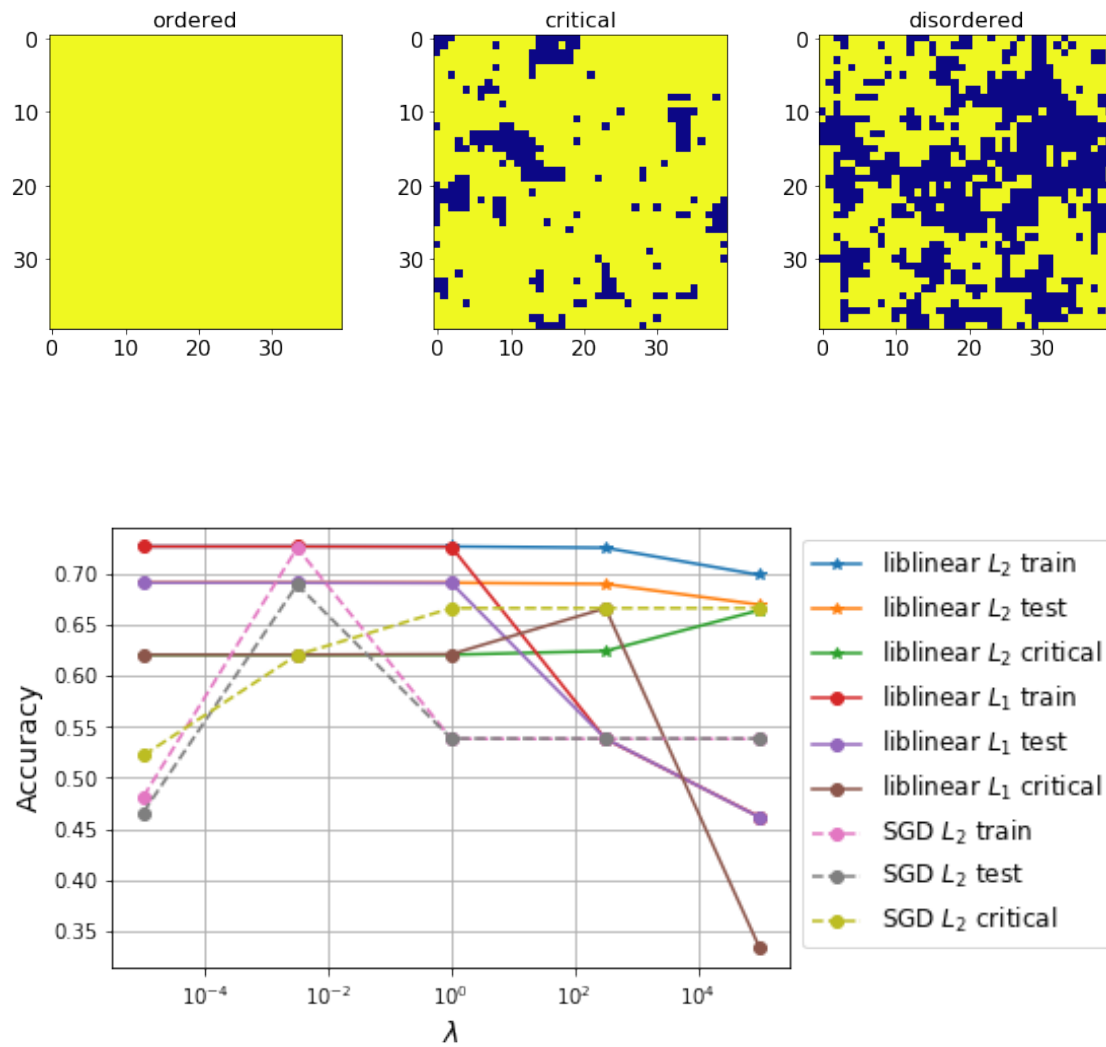 ordered critical disordered
0 0 0
10 10 10
20 20 20
30 30 30
0 10 20 30 0 10 20 30 0 10 20 30
0.70
0.65
0.60
0.55
0.50
0.45
0.40
0.35
Accuracy
10⁻⁴ 10⁻² 10⁰ 10² 10⁴
λ
liblinear L₂ train
liblinear L₂ test
liblinear L₂ critical
liblinear L₁ train
liblinear L₁ test
liblinear L₁ critical
SGD L₂ train
SGD L₂ test
SGD L₂ critical